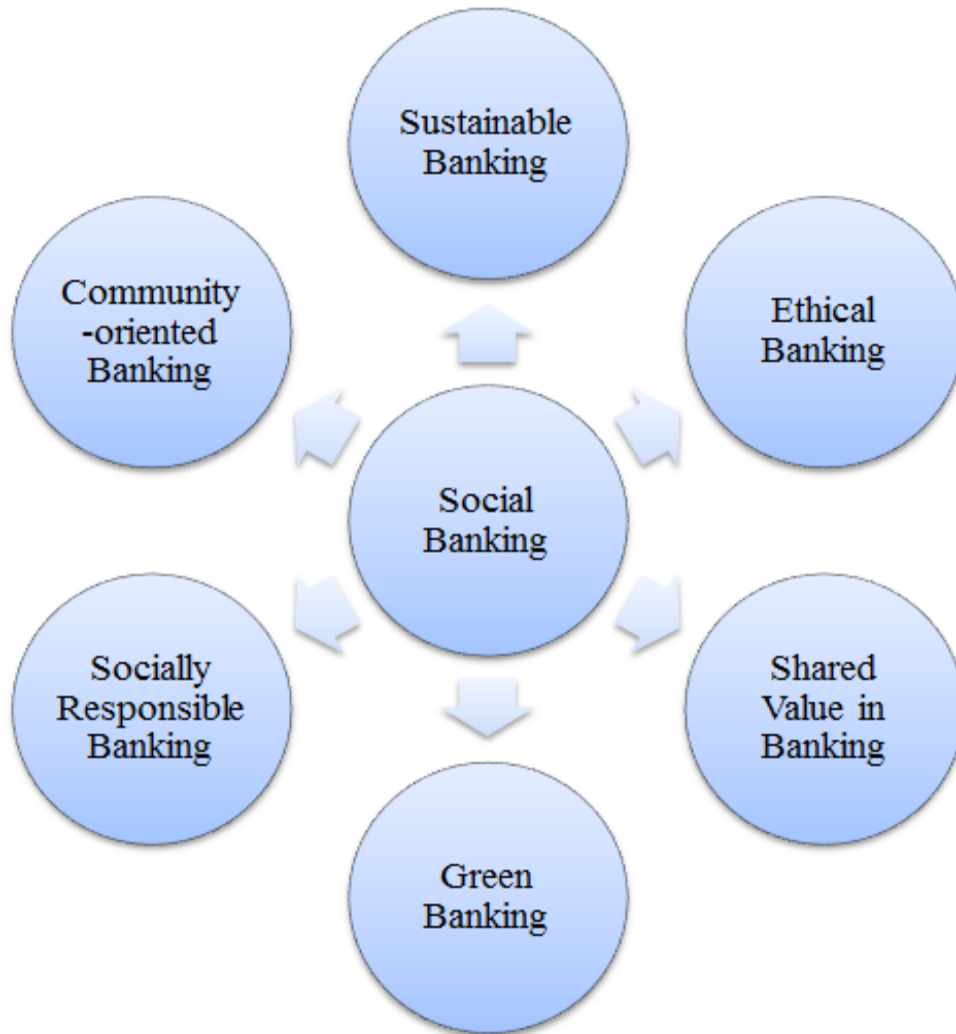 Sustainable
Banking
Community
-oriented
Banking
Ethical
Banking
Social
Banking
Socially
Responsible
Banking
Shared
Value in
Banking
Green
Banking